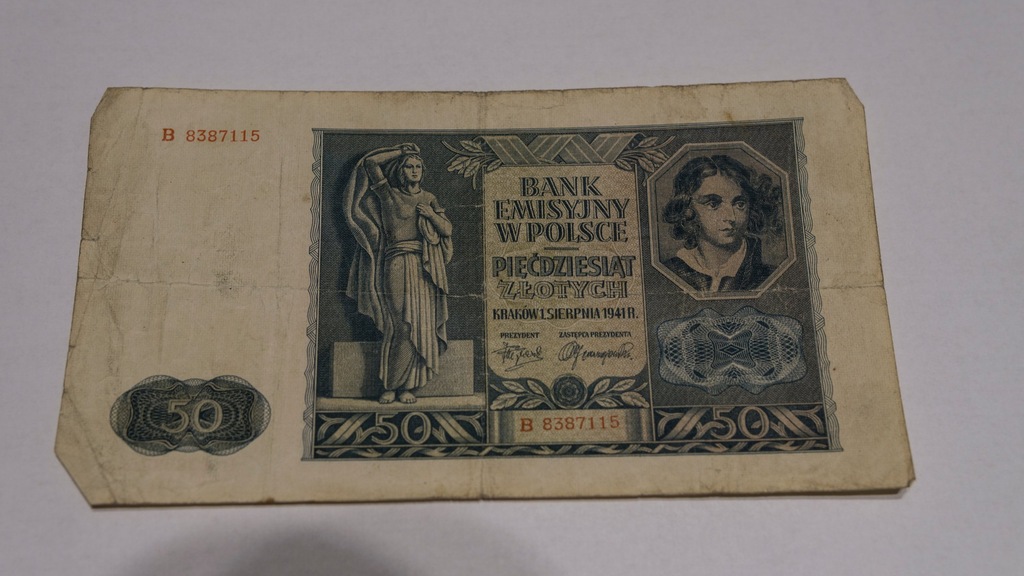 B 8387115
BANK
EMISYJNY
W POLSCE
PIĘĆDZIESIĄT
ZŁOTYCH
KRAKÓW 1. SIERPNIA 1941 R.
PREZYDENT ZASTĘPCA PREZYDENTA
50
50
B 8387115
50